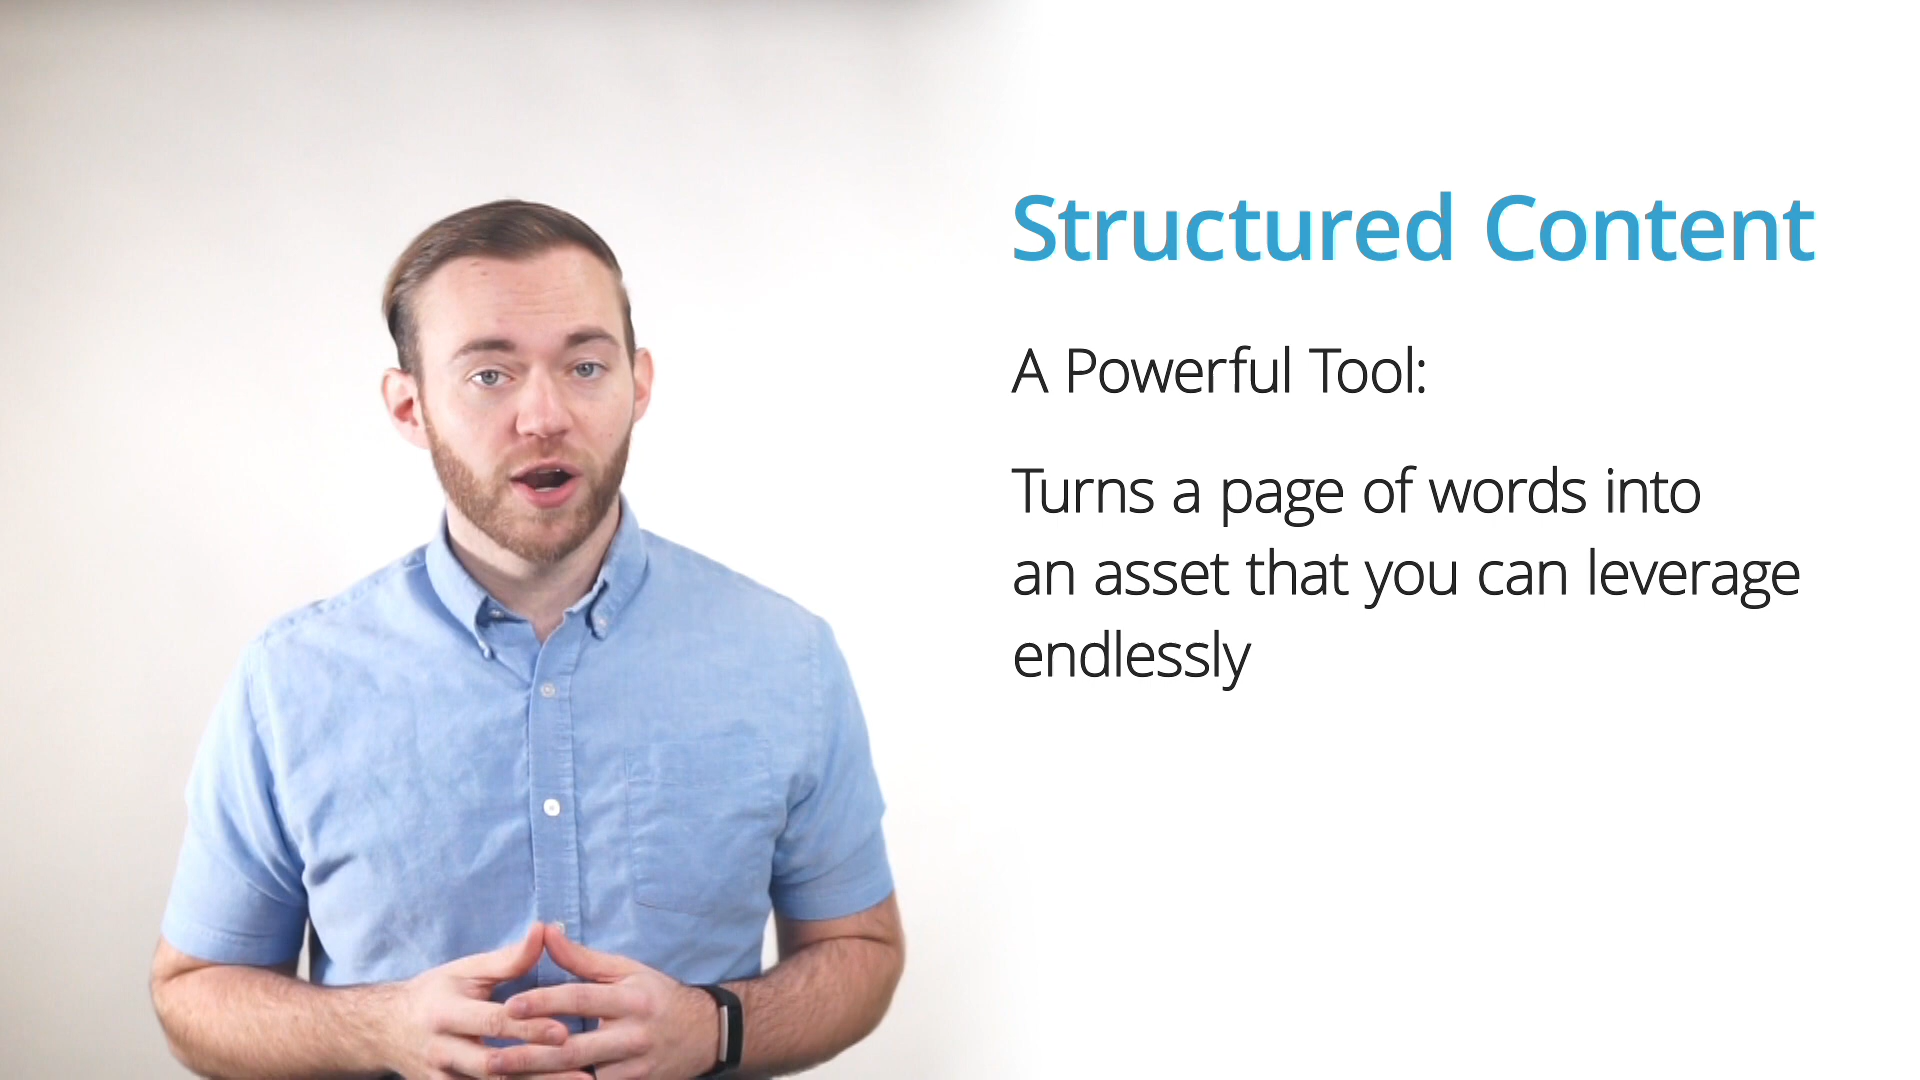 Structured Content
A Powerful Tool:
Turns a page of words into
an asset that you can leverage
endlessly